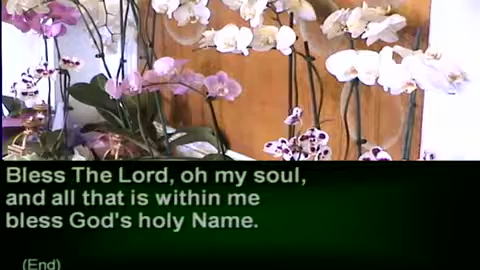 Bless The Lord, oh my soul,
and all that is within me
bless God's holy Name.
(End)